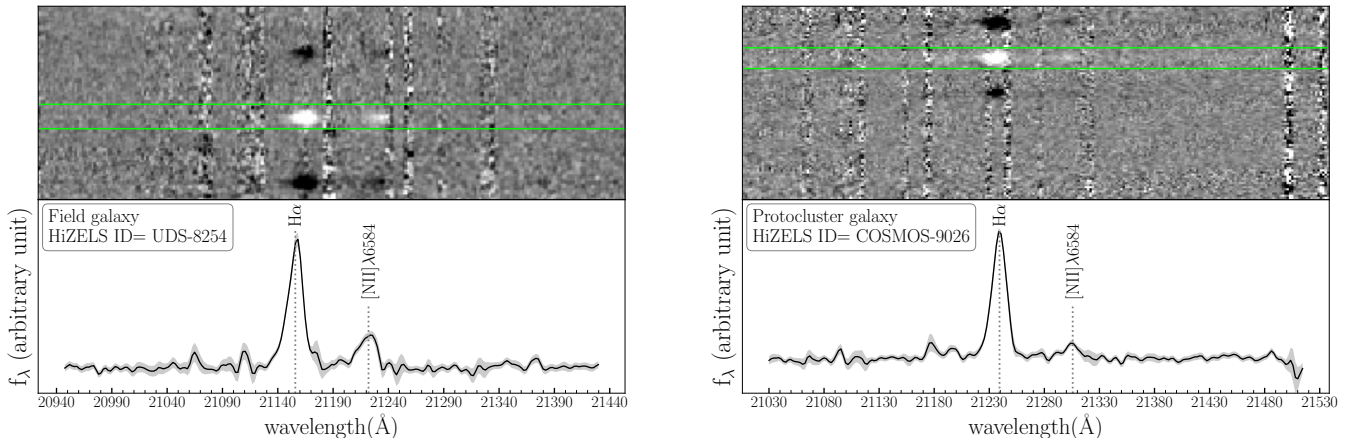 Field galaxy
HiZELS ID= UDS-8254
Hα
[NII]λ6584
fλ (arbitrary unit)
20940 20990 21040 21090 21140 21190 21240 21290 21340 21390 21440
wavelength(Å)
Protocluster galaxy
HiZELS ID= COSMOS-9026
Hα
[NII]λ6584
fλ (arbitrary unit)
21030 21080 21130 21180 21230 21280 21330 21380 21430 21480 21530
wavelength(Å)